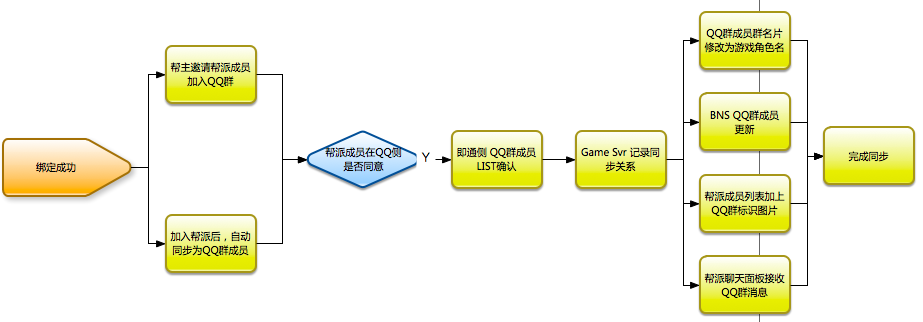 绑定成功
帮主邀请帮派成员
加入QQ群
加入帮派后，自动
同步为QQ群成员
帮派成员在QQ侧
是否同意
Y
即通侧 QQ群成员
LIST确认
Game Svr 记录同
步关系
QQ群成员群名片
修改为游戏角色名
BNS QQ群成员
更新
帮派成员列表加上
QQ群标识图片
帮派聊天面板接收
QQ群消息
完成同步